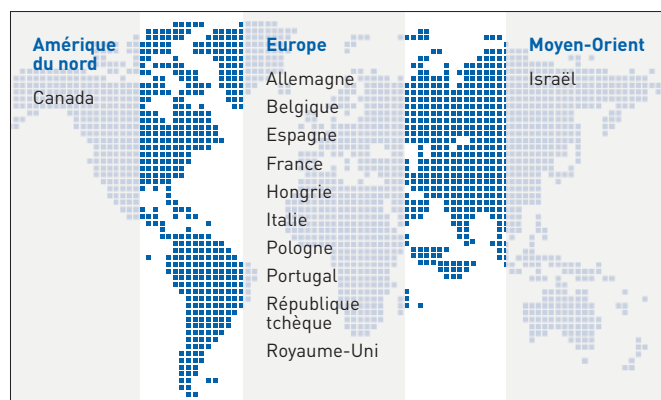 Amérique
du nord
Canada
Europe
Allemagne
Belgique
Espagne
France
Hongrie
Italie
Pologne
Portugal
République
tchèque
Royaume-Uni
Moyen-Orient
Israël